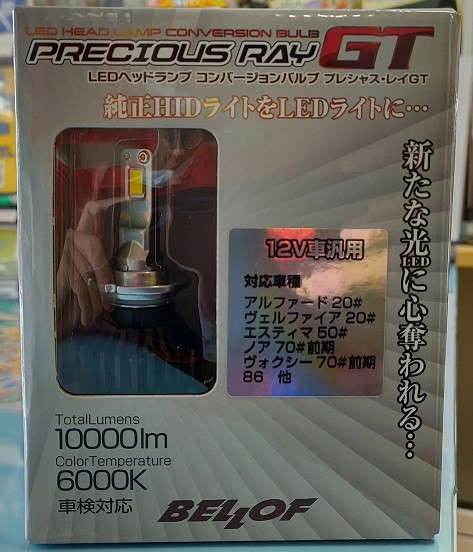 LED HEAD LAMP CONVERSION BULB
PRECIOUS RAY GT
LEDヘッドランプ コンバージョンバルブ プレシャス・レイGT
純正HIDライトをLEDライトに…
新たな光LEDに心奪われる…
12V車汎用
対応車種
アルファード 20#
ヴェルファイア 20#
エスティマ 50#
ノア 70#前期
ヴォクシー 70#前期
86 他
TotalLumens
10000lm
ColorTemperature
6000K
車検対応
BELLOF